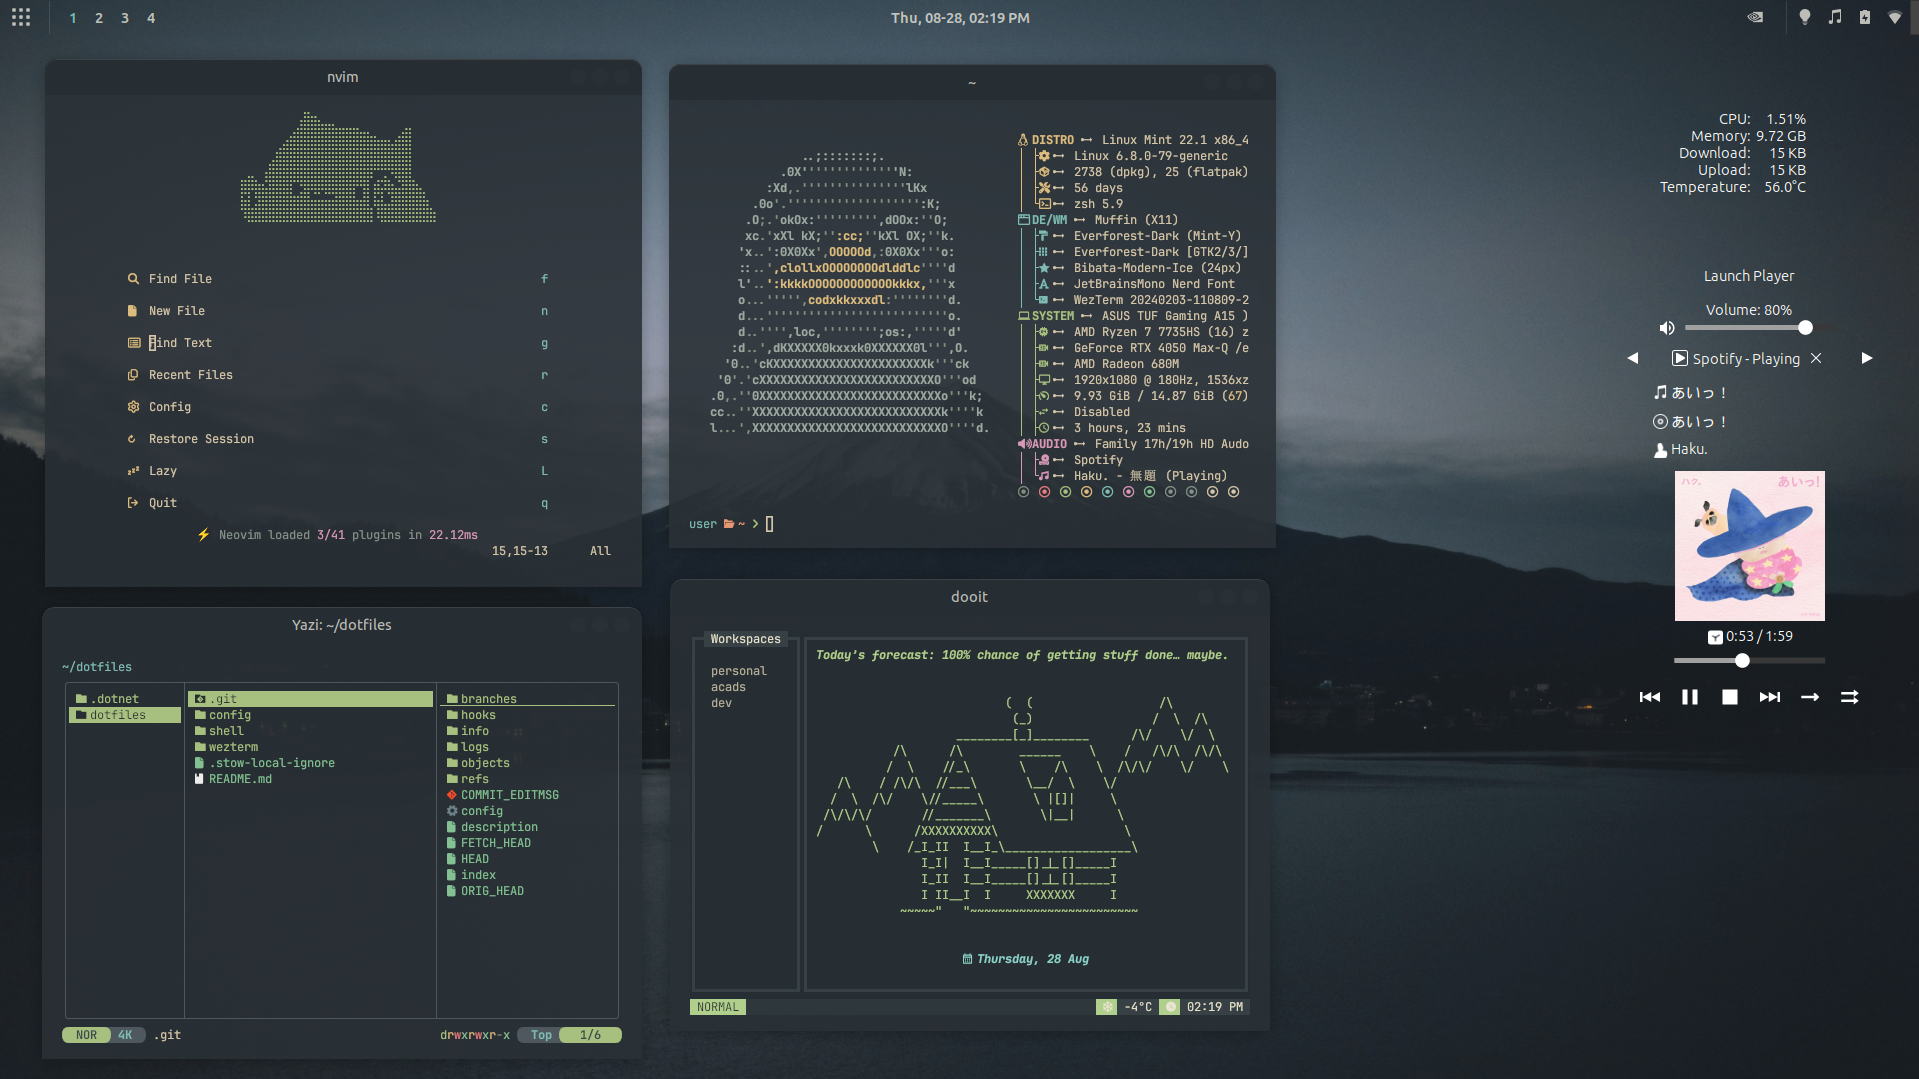 1 2 3 4
Thu, 08-28, 02:19 PM
nvim
Find File f
New File n
Find Text g
Recent Files r
Config c
Restore Session s
Lazy L
Quit q
Neovim loaded 3/41 plugins in 22.12ms
15,15-13 All
~
DISTRO Linux Mint 22.1 x86_4
Linux 6.8.0-79-generic
2738 (dpkg), 25 (flatpak)
56 days
zsh 5.9
DE/WM Muffin (X11)
Everforest-Dark (Mint-Y)
Everforest-Dark [GTK2/3/]
Bibata-Modern-Ice (24px)
JetBrainsMono Nerd Font
WezTerm 20240203-110809-2
SYSTEM ASUS TUF Gaming A15 )
AMD Ryzen 7 7735HS (16) z
GeForce RTX 4050 Max-Q /e
AMD Radeon 680M
1920x1080 @ 180Hz, 1536xz
9.93 GiB / 14.87 GiB (67)
Disabled
3 hours, 23 mins
AUDIO Family 17h/19h HD Audo
Spotify
Haku. - 無題 (Playing)
user ~ >
Yazi: ~/dotfiles
~/dotfiles
.dotnet
dotfiles
.git
config
shell
wezterm
.stow-local-ignore
README.md
branches
hooks
info
logs
objects
refs
COMMIT_EDITMSG
config
description
FETCH_HEAD
HEAD
index
ORIG_HEAD
NOR 4K .git
drwxrwxr-x Top 1/6
dooit
Workspaces
personal
acads
dev
Today's forecast: 100% chance of getting stuff done… maybe.
Thursday, 28 Aug
NORMAL
-4°C 02:19 PM
CPU: 1.51%
Memory: 9.72 GB
Download: 15 KB
Upload: 15 KB
Temperature: 56.0°C
Launch Player
Volume: 80%
Spotify - Playing
あいっ！
あいっ！
Haku.
ハク。 あいっ!
0:53 / 1:59